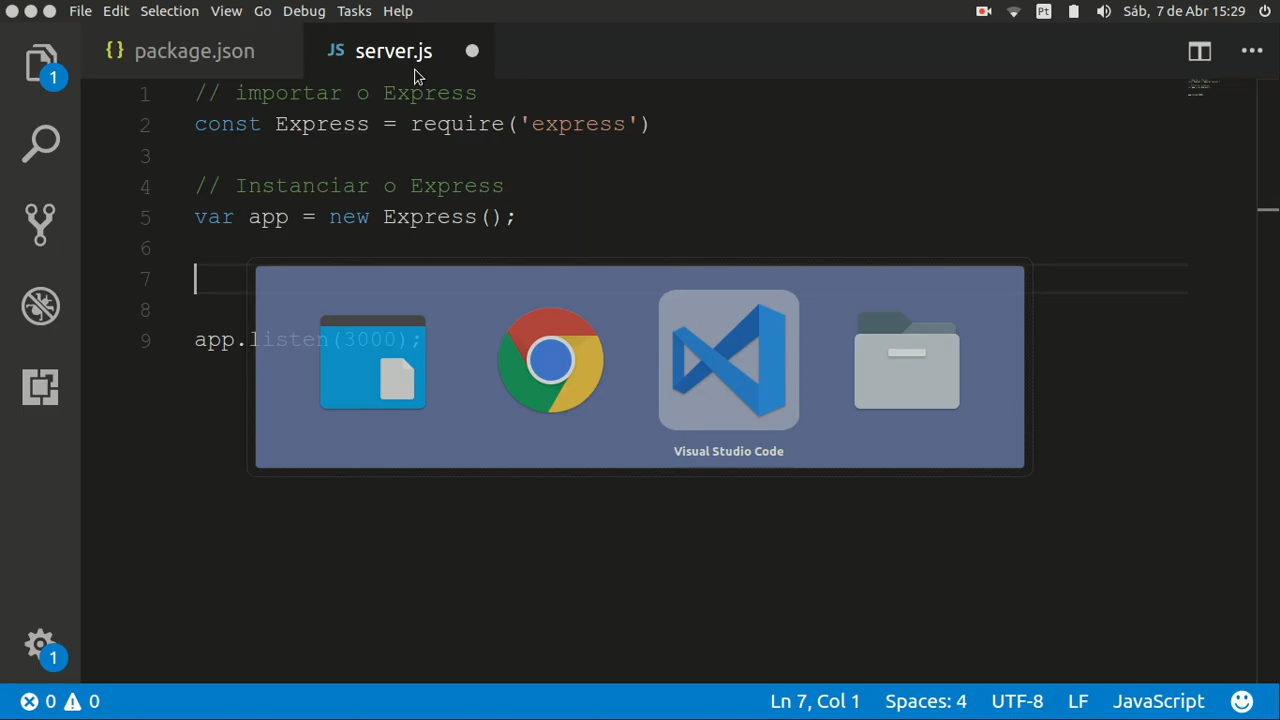 File Edit Selection View Go Debug Tasks Help Pt Sáb, 7 de Abr 15:29
1 {} package.json JS server.js
1 // importar o Express
2 const Express = require('express')
3
4 // Instanciar o Express
5 var app = new Express();
6
7
8
9 app.listen(3000);
Visual Studio Code
1
0 0 Ln 7, Col 1 Spaces: 4 UTF-8 LF JavaScript